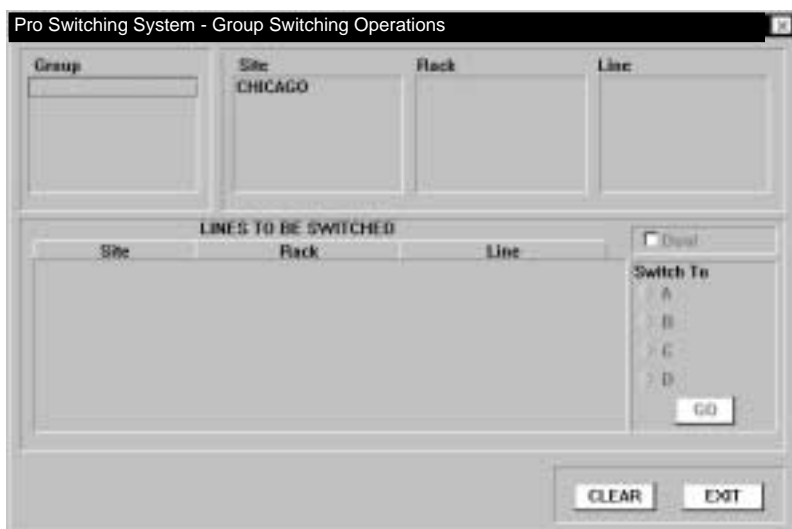 Pro Switching System - Group Switching Operations
Group
Site
Rack
Line
CHICAGO
LINES TO BE SWITCHED
Site
Rack
Line
Dual
Switch To
A
B
C
D
GO
CLEAR
EXIT